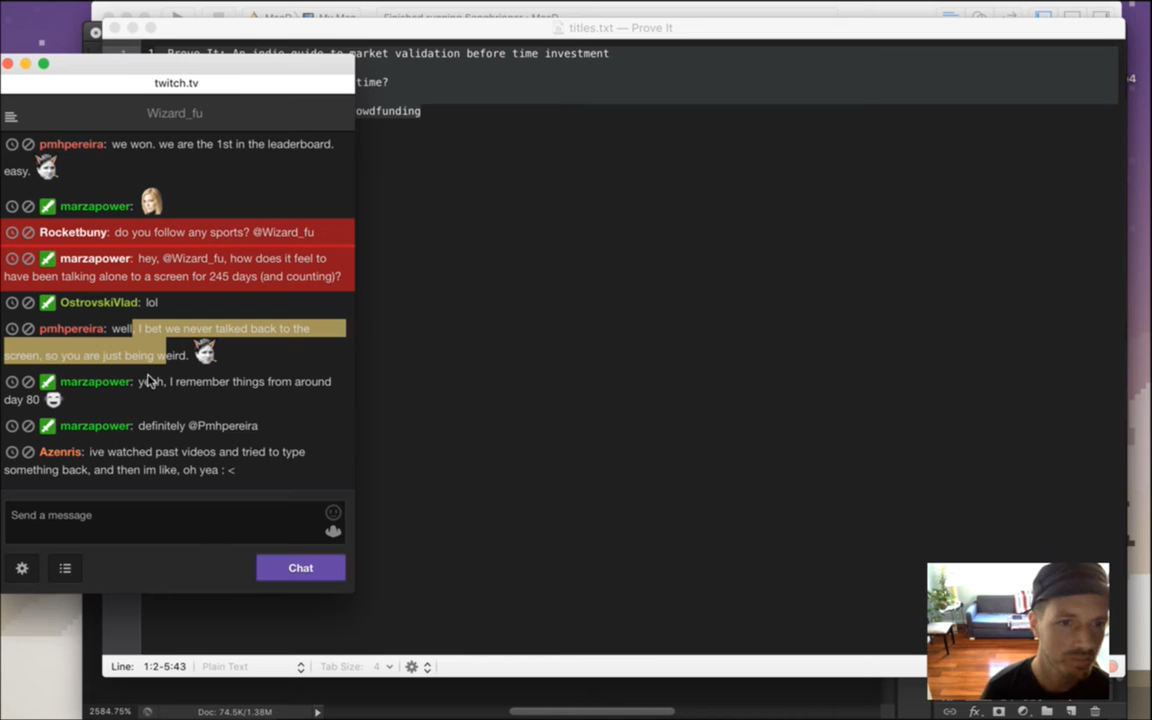 Finished running Songbringer : MacD
titles.txt — Prove It
1 1. Prove It: An indie guide to market validation before time investment
time?
owdfunding
twitch.tv
Wizard_fu
pmhpereira: we won. we are the 1st in the leaderboard.
easy.
marzapower:
Rocketbuny: do you follow any sports? @Wizard_fu
marzapower: hey, @Wizard_fu, how does it feel to
have been talking alone to a screen for 245 days (and counting)?
OstrovskiVlad: lol
pmhpereira: well, I bet we never talked back to the
screen, so you are just being weird.
marzapower: yeah, I remember things from around
day 80
marzapower: definitely @Pmhpereira
Azenris: ive watched past videos and tried to type
something back, and then im like, oh yea : <
Send a message
Chat
Line: 1:2-5:43 Plain Text Tab Size: 4
2584.75% Doc: 74.5K/1.38M
fx